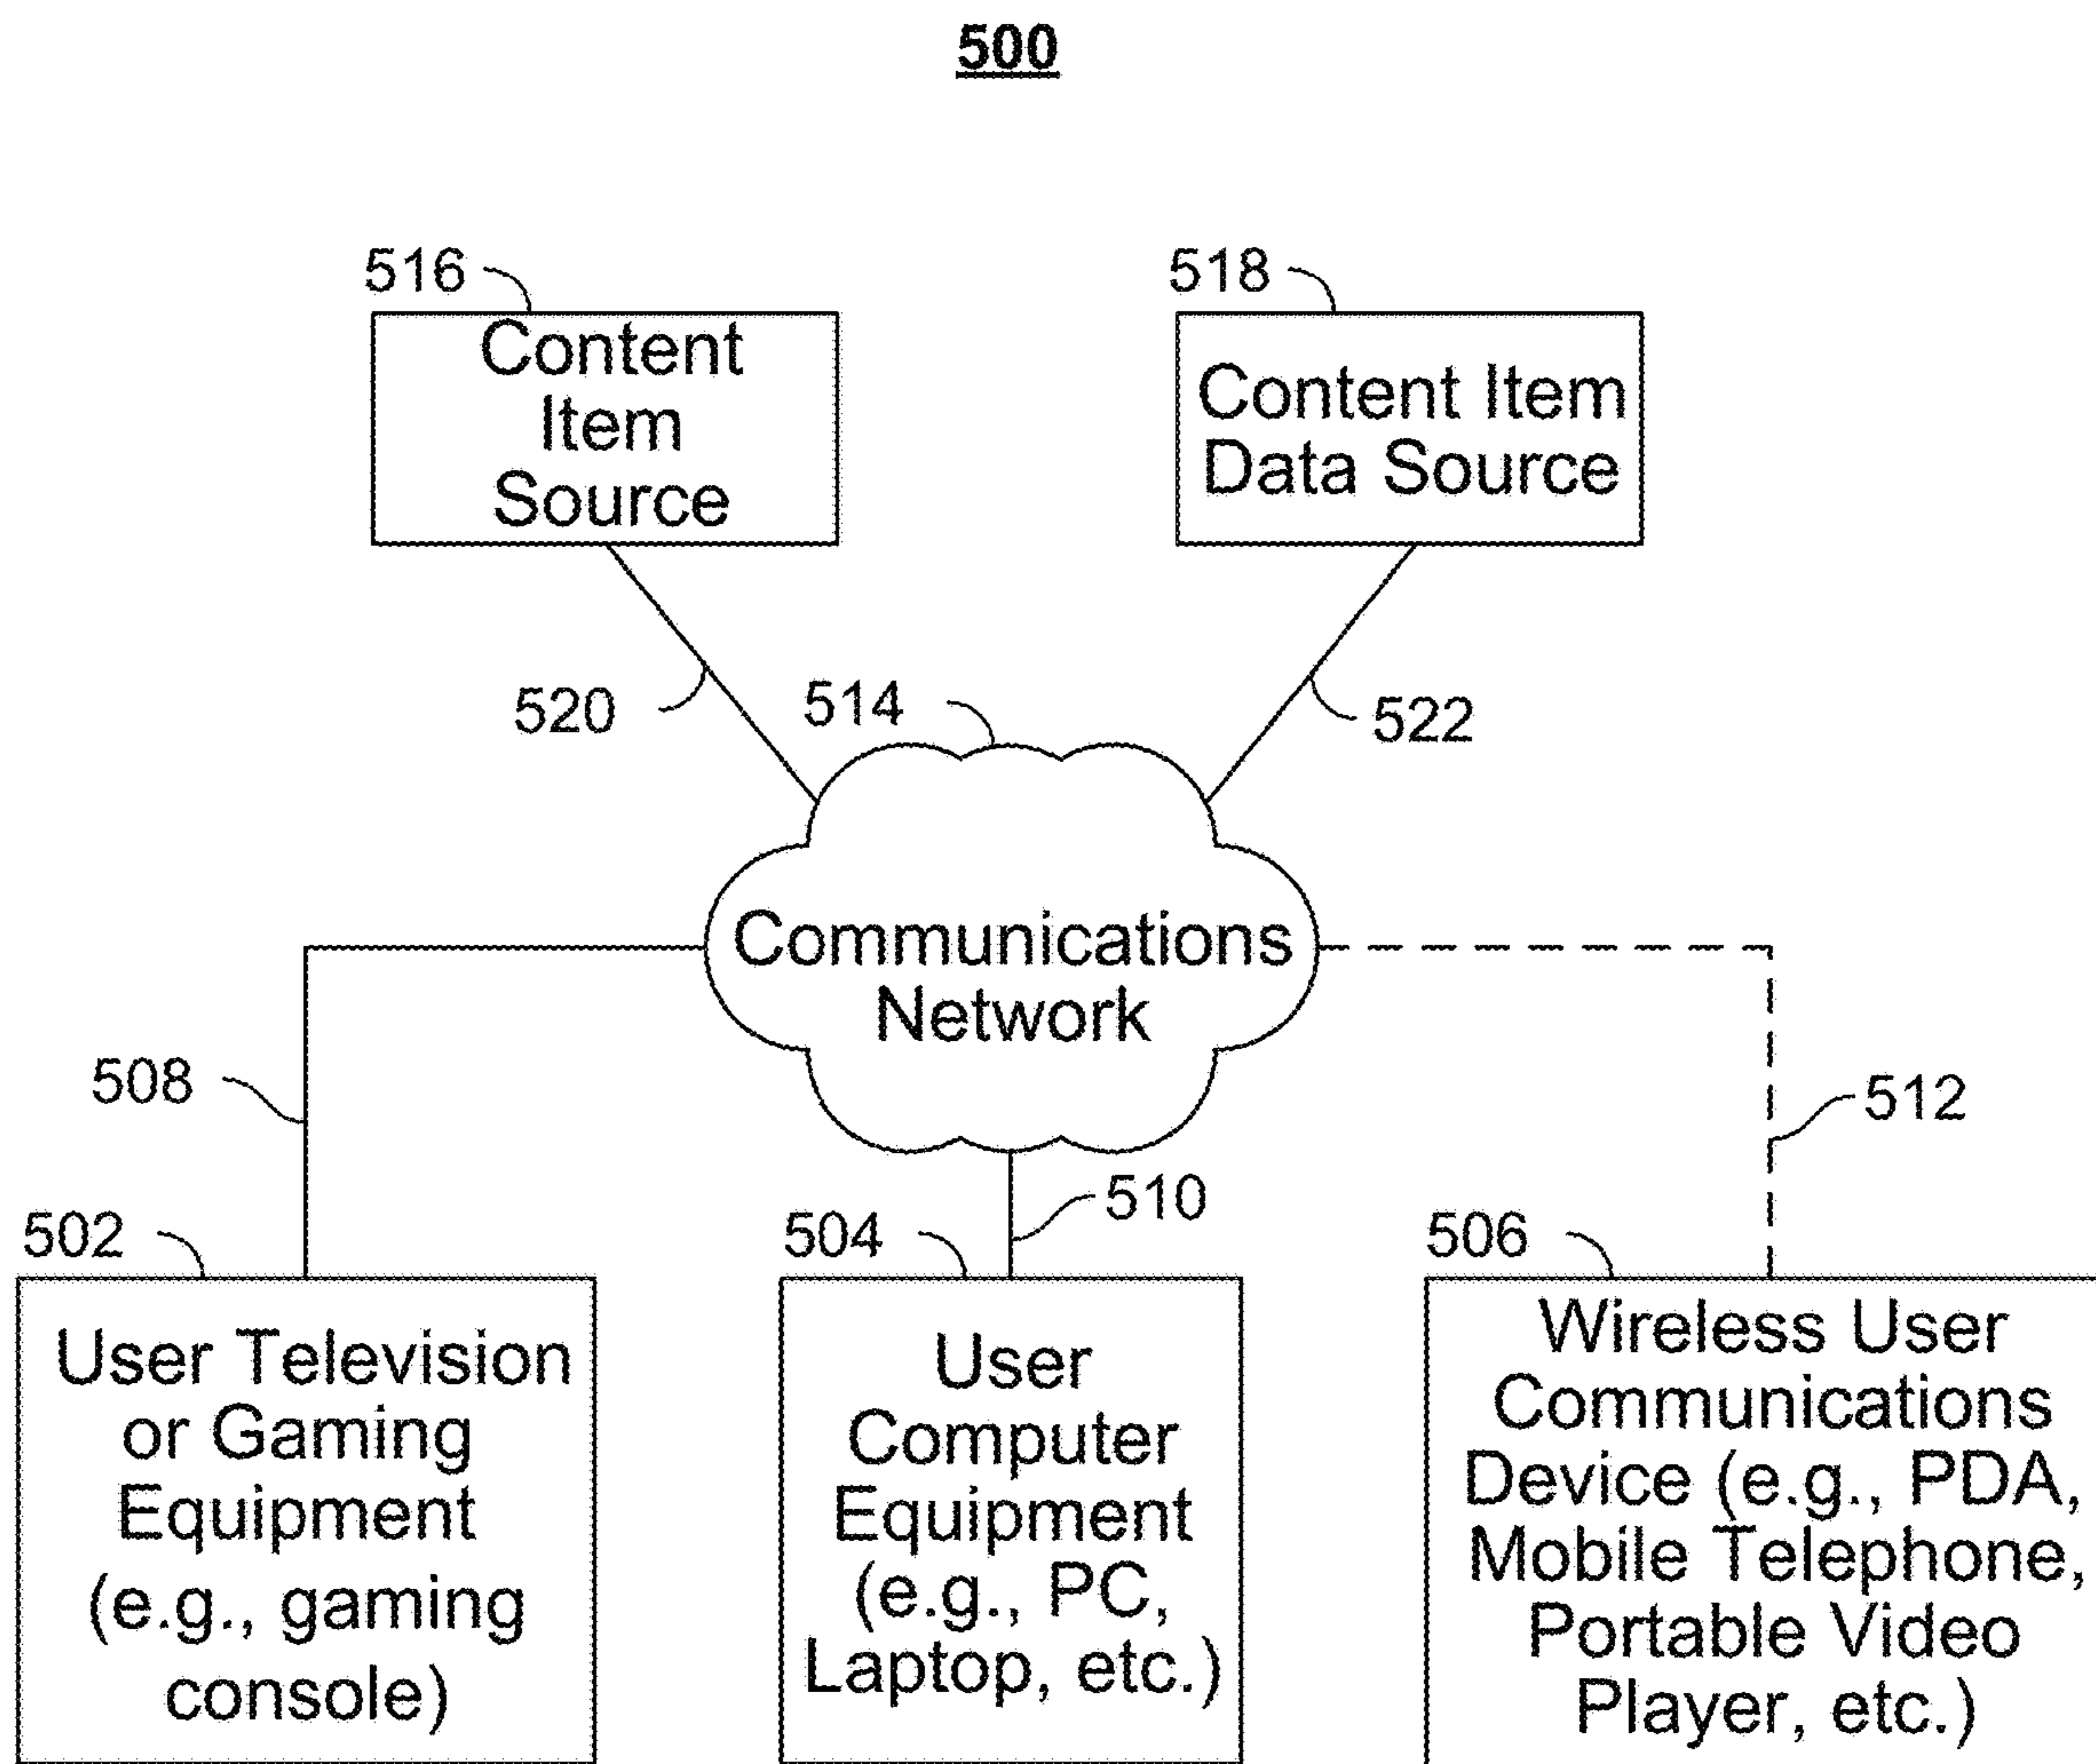 500
516
518
Content
Item
Source
Content Item
Data Source
520
514
522
Communications
Network
508
512
510
502
504
506
User Television
or Gaming
Equipment
(e.g., gaming
console)
User
Computer
Equipment
(e.g., PC,
Laptop, etc.)
Wireless User
Communications
Device (e.g., PDA,
Mobile Telephone,
Portable Video
Player, etc.)